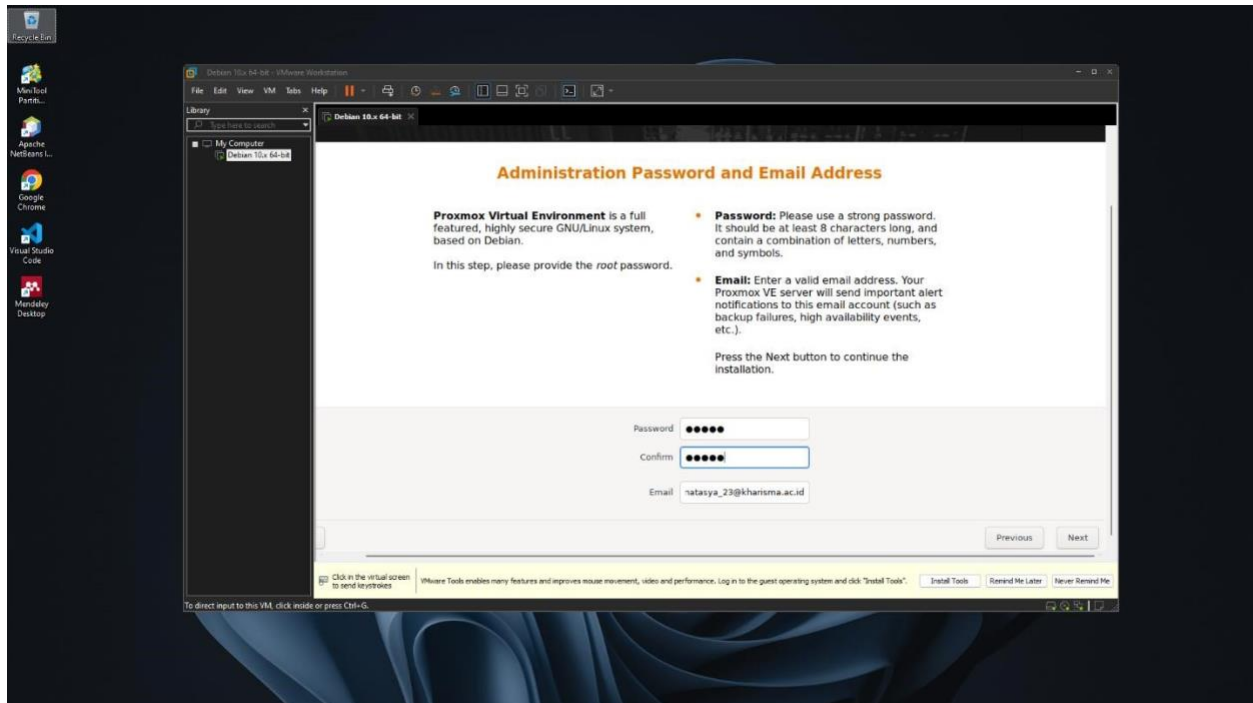 Recycle Bin
MiniTool
Partiti...
Apache
NetBeans I...
Google
Chrome
Visual Studio
Code
Mendeley
Desktop
Debian 10.x 64-bit - VMware Workstation
File Edit View VM Tabs Help
Library
Type here to search
My Computer
Debian 10.x 64-bit
Debian 10.x 64-bit
Administration Password and Email Address
Proxmox Virtual Environment is a full
featured, highly secure GNU/Linux system,
based on Debian.
In this step, please provide the root password.
Password: Please use a strong password.
It should be at least 8 characters long, and
contain a combination of letters, numbers,
and symbols.
Email: Enter a valid email address. Your
Proxmox VE server will send important alert
notifications to this email account (such as
backup failures, high availability events,
etc.).
Press the Next button to continue the
installation.
Password
Confirm
Email natasya_23@kharisma.ac.id
Previous Next
Click in the virtual screen
to send keystrokes
VMware Tools enables many features and improves mouse movement, video and performance. Log in to the guest operating system and click "Install Tools".
Install Tools Remind Me Later Never Remind Me
To direct input to this VM, click inside or press Ctrl+G.